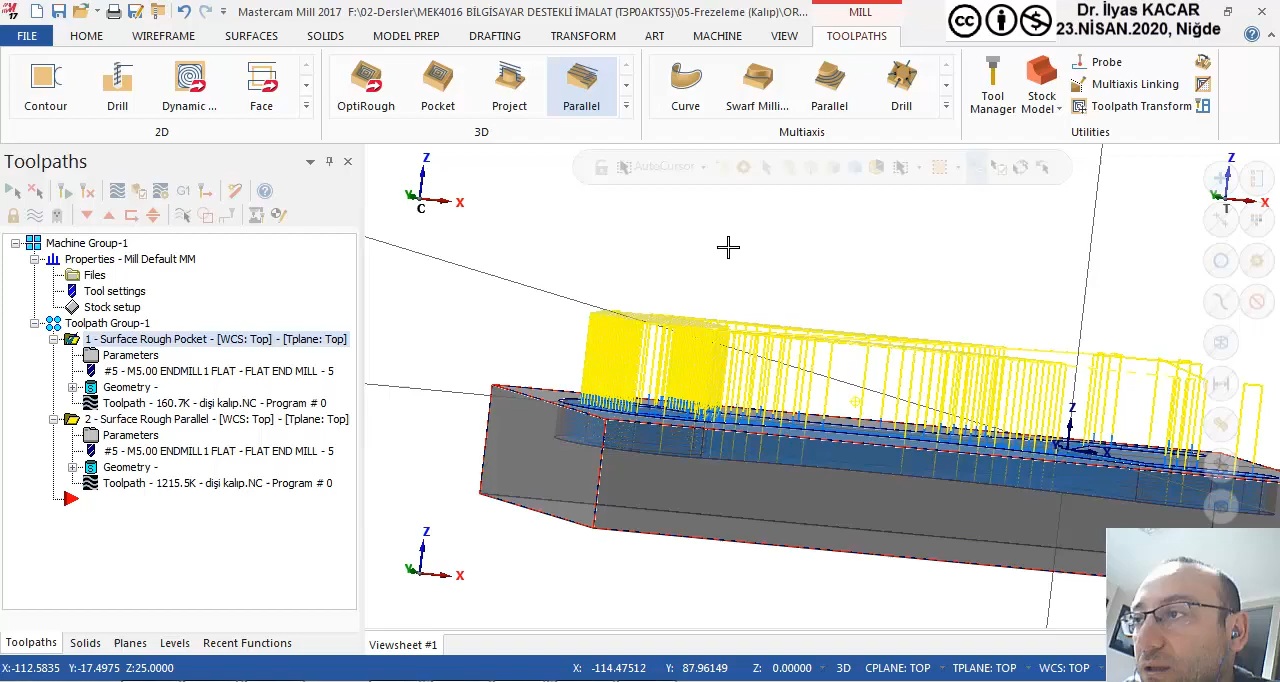 Mastercam Mill 2017 F:\02-Dersler\MEK4016 BİLGİSAYAR DESTEKLİ İMALAT (T3P0AKTS5)\05-Frezeleme (Kalıp)\OR...
MILL
Dr. İlyas KACAR
23.NİSAN.2020, Niğde
FILE HOME WIREFRAME SURFACES SOLIDS MODEL PREP DRAFTING TRANSFORM ART MACHINE VIEW TOOLPATHS
Contour Drill Dynamic ... Face
OptiRough Pocket Project Parallel
Curve Swarf Milli... Parallel Drill
Tool Manager
Stock Model
Probe
Multiaxis Linking
Toolpath Transform
2D 3D Multiaxis Utilities
Toolpaths
AutoCursor
G1
Machine Group-1
Properties - Mill Default MM
Files
Tool settings
Stock setup
Toolpath Group-1
1 - Surface Rough Pocket - [WCS: Top] - [Tplane: Top]
Parameters
#5 - M5.00 ENDMILL1 FLAT - FLAT END MILL - 5
Geometry -
Toolpath - 160.7K - dişi kalıp.NC - Program # 0
2 - Surface Rough Parallel - [WCS: Top] - [Tplane: Top]
Parameters
#5 - M5.00 ENDMILL1 FLAT - FLAT END MILL - 5
Geometry -
Toolpath - 1215.5K - dişi kalıp.NC - Program # 0
Z
Y X
C
Z
Y X
T
Z
X
Z
Y X
Toolpaths Solids Planes Levels Recent Functions
Viewsheet #1
X:-112.5835 Y:-17.4975 Z:25.0000 X: -114.47512 Y: 87.96149 Z: 0.00000 3D CPLANE: TOP TPLANE: TOP WCS: TOP